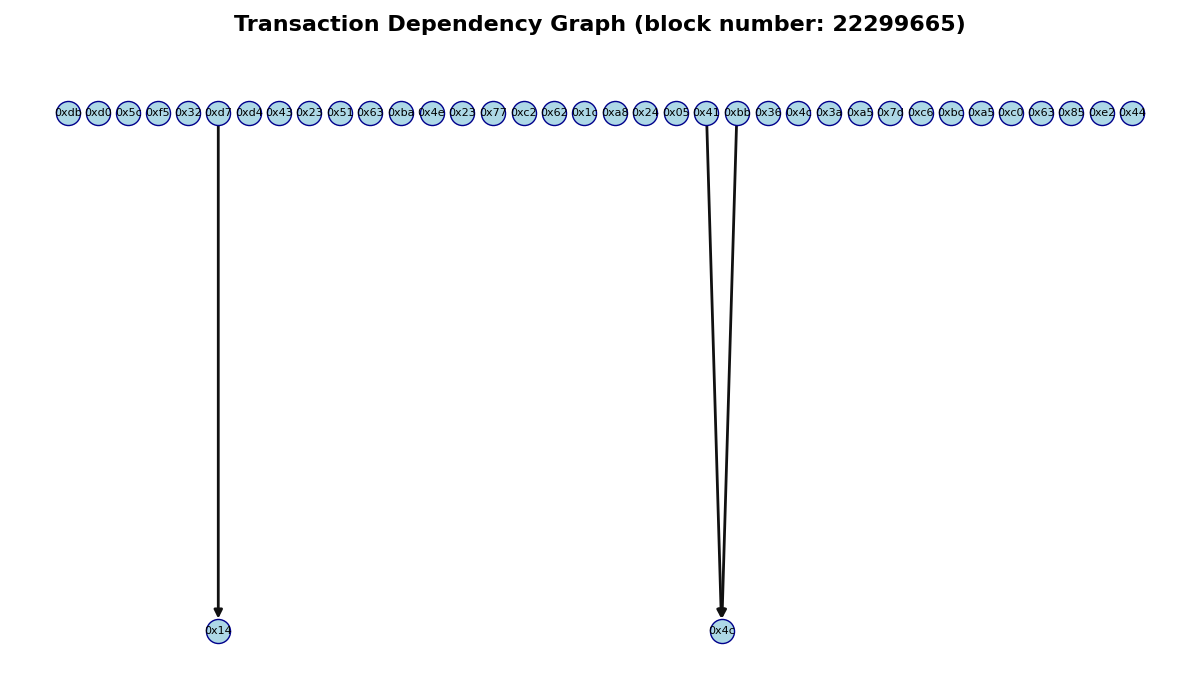 Transaction Dependency Graph (block number: 22299665)
0xdb 0xd0 0x5c 0xf5 0x32 0xd7 0xd4 0x43 0x23 0x51 0x63 0xba 0x4e 0x23 0x77 0xc2 0x62 0x1c 0xa8 0x24 0x05 0x41 0xbb 0x36 0x4c 0x3a 0xa5 0x7d 0xc6 0xbc 0xa5 0xc0 0x63 0x85 0xe2 0x44
0x14 0x4c